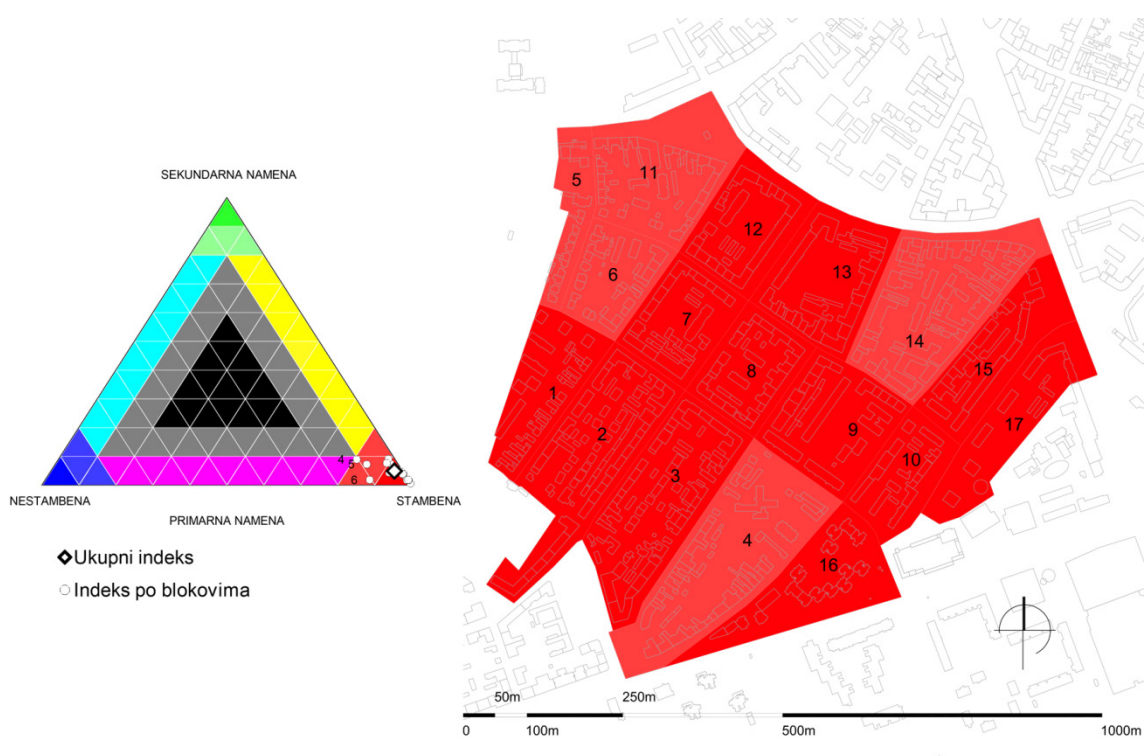 SEKUNDARNA NAMENA
4
5
6
NESTAMBENA
STAMBENA
PRIMARNA NAMENA
Ukupni indeks
Indeks po blokovima
11
5
12
6
13
7
14
8
15
1
17
2
9
10
3
4
16
50m
250m
0
100m
500m
1000m